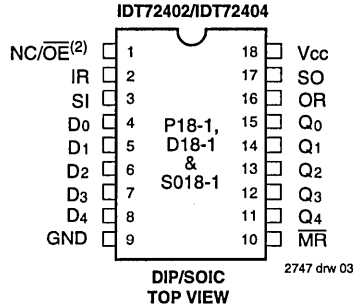 IDT72402/IDT72404
NC/OE(2) 1 18 Vcc
IR 2 17 SO
SI 3 16 OR
D0 4 15 Q0
D1 5 14 Q1
D2 6 13 Q2
D3 7 12 Q3
D4 8 11 Q4
GND 9 10 MR
P18-1,
D18-1
&
S018-1
2747 drw 03
DIP/SOIC
TOP VIEW